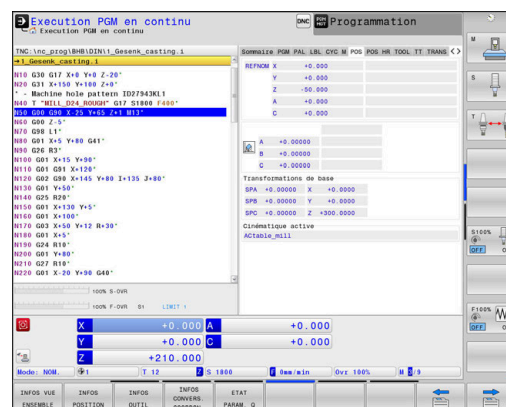 Execution PGM en continu
Execution PGM en continu
DNC
Programmation
TNC:\nc_prog\BHB\DIN\1_Gesenk_casting.i
→1_Gesenk_casting.i
N10 G30 G17 X+0 Y+0 Z-20*
N20 G31 X+150 Y+100 Z+0*
* - Machine hole pattern ID27943KL1
N40 T "MILL_D24_ROUGH" G17 S1800 F400*
N50 G00 G90 X-25 Y+65 Z+1 M13*
N60 G00 Z-5*
N70 G98 L1*
N80 G01 X+5 Y+80 G41*
N90 G26 R3*
N100 G01 X+15 Y+90*
N110 G01 G91 X+120*
N120 G02 G90 X+145 Y+80 I+135 J+80*
N130 G01 Y+50*
N140 G25 R20*
N150 G01 X+130 Y+5*
N160 G01 X+100*
N170 G03 X+50 Y+12 R+30*
N180 G01 X+5*
N190 G24 R10*
N200 G01 Y+80*
N210 G27 R10*
N220 G01 X-20 Y+90 G40*
Sommaire PGM PAL LBL CYC M POS POS HR TOOL TT TRANS
REFNOM X +0.000
Y +0.000
Z -50.000
A +0.000
C +0.000
A +0.00000
B +0.00000
C +0.00000
Transformations de base
SPA +0.00000 X +0.0000
SPB +0.00000 Y +0.0000
SPC +0.00000 Z +300.0000
Cinématique active
ACtable_mill
100% S-OVR
100% F-OVR S1 LIMIT 1
X +0.000 A +0.000
Y +0.000 C +0.000
Z +210.000
Mode: NOM. 1 T 12 Z S 1800 F 0mm/min Ovr 100% M 5/9
INFOS VUE ENSEMBLE
INFOS POSITION
INFOS OUTIL
INFOS CONVERS.
ETAT PARAM. Q
M
S
T
S100%
OFF
F100%
OFF